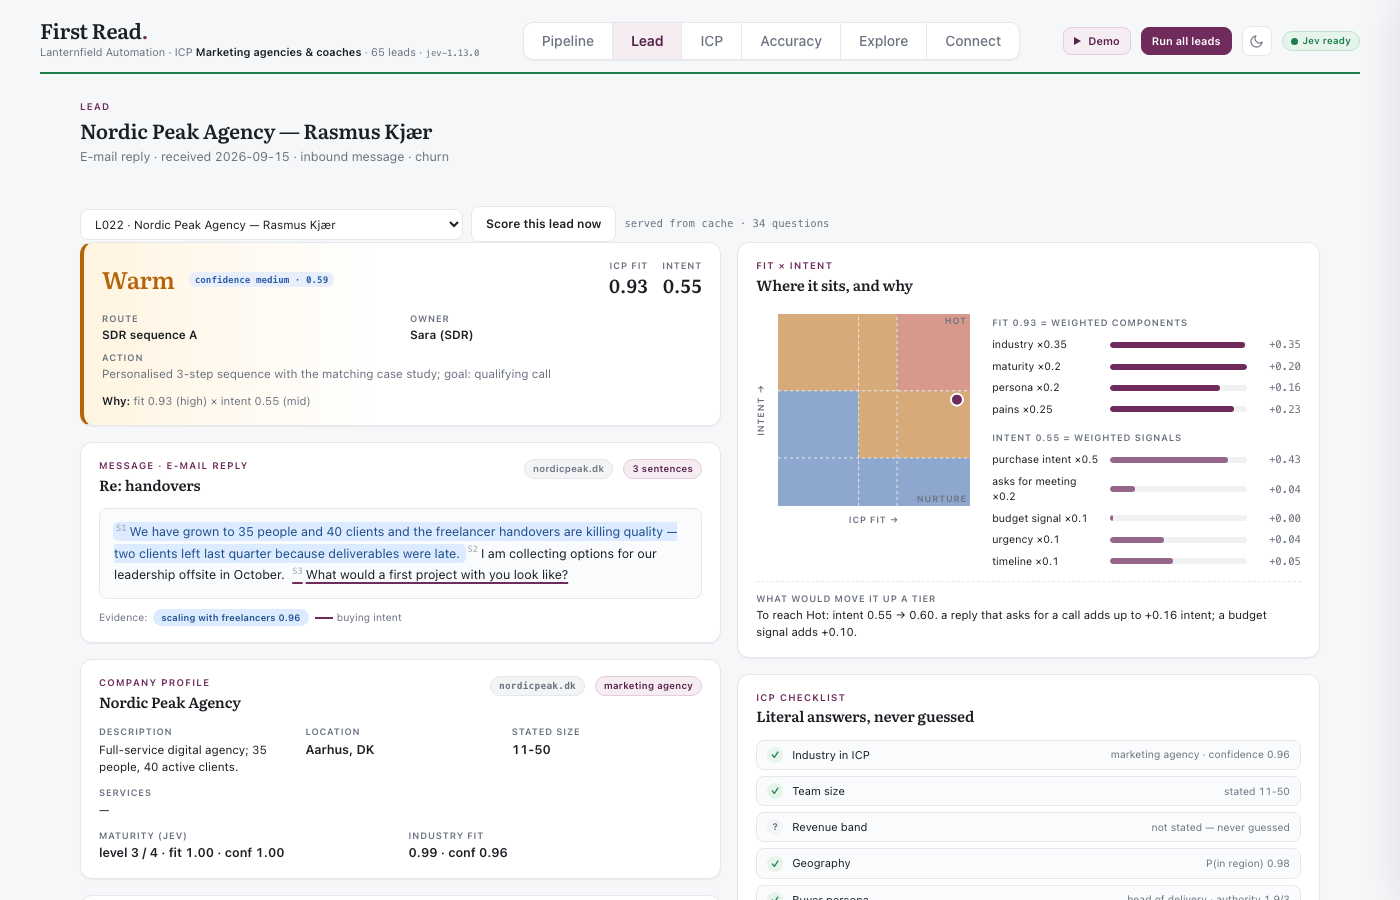 First Read.
Lanternfield Automation · ICP Marketing agencies & coaches · 65 leads · jev-1.13.0
Pipeline
Lead
ICP
Accuracy
Explore
Connect
Demo
Run all leads
Jev ready
LEAD
Nordic Peak Agency — Rasmus Kjær
E-mail reply · received 2026-09-15 · inbound message · churn
L022 · Nordic Peak Agency — Rasmus Kjær
Score this lead now
served from cache · 34 questions
Warm
confidence medium · 0.59
ICP FIT
0.93
INTENT
0.55
ROUTE
SDR sequence A
OWNER
Sara (SDR)
ACTION
Personalised 3-step sequence with the matching case study; goal: qualifying call
Why: fit 0.93 (high) × intent 0.55 (mid)
MESSAGE · E-MAIL REPLY
Re: handovers
nordicpeak.dk
3 sentences
S1 We have grown to 35 people and 40 clients and the freelancer handovers are killing quality —
two clients left last quarter because deliverables were late. S2 I am collecting options for our
leadership offsite in October. S3 What would a first project with you look like?
Evidence: scaling with freelancers 0.96 buying intent
COMPANY PROFILE
Nordic Peak Agency
nordicpeak.dk
marketing agency
DESCRIPTION
Full-service digital agency; 35
people, 40 active clients.
LOCATION
Aarhus, DK
STATED SIZE
11-50
SERVICES
—
MATURITY (JEV)
level 3 / 4 · fit 1.00 · conf 1.00
INDUSTRY FIT
0.99 · conf 0.96
FIT × INTENT
Where it sits, and why
HOT
INTENT →
NURTURE
ICP FIT →
FIT 0.93 = WEIGHTED COMPONENTS
industry ×0.35 +0.35
maturity ×0.2 +0.20
persona ×0.2 +0.16
pains ×0.25 +0.23
INTENT 0.55 = WEIGHTED SIGNALS
purchase intent ×0.5 +0.43
asks for meeting
×0.2 +0.04
budget signal ×0.1 +0.00
urgency ×0.1 +0.04
timeline ×0.1 +0.05
WHAT WOULD MOVE IT UP A TIER
To reach Hot: intent 0.55 → 0.60. a reply that asks for a call adds up to +0.16 intent; a budget
signal adds +0.10.
ICP CHECKLIST
Literal answers, never guessed
Industry in ICP marketing agency · confidence 0.96
Team size stated 11-50
? Revenue band not stated — never guessed
Geography P(in region) 0.98
Buyer persona head of delivery · authority 1.9/3